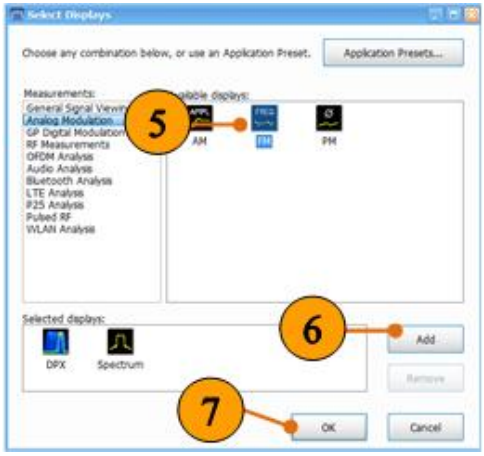 Select Displays
Choose any combination below, or use an Application Preset.
Application Presets...
Measurements:
General Signal Viewing
Analog Modulation
GP Digital Modulation
RF Measurements
OFDM Analysis
Audio Analysis
Bluetooth Analysis
LTE Analysis
P25 Analysis
Pulsed RF
WLAN Analysis
displays:
5
AMPL
AM
FREQ
FM
Ø
PM
Selected displays:
DPX
Spectrum
6
Add
Remove
7
OK
Cancel